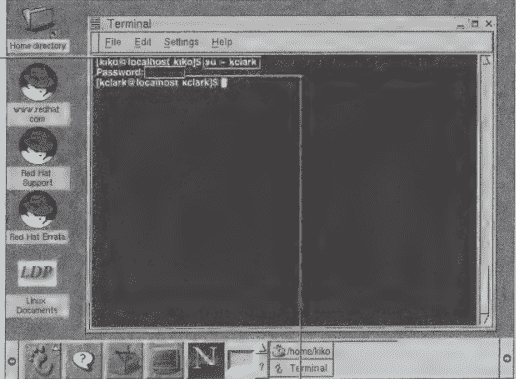 Terminal
File Edit Settings Help
[kiko@localhost kiko]$ su - kclark
Password:
[kclark@localhost kclark]$
Home directory
www.redhat.com
Red Hat
Support
Red Hat Errata
LDP
Linux
Documents
N
/home/kiko
Terminal